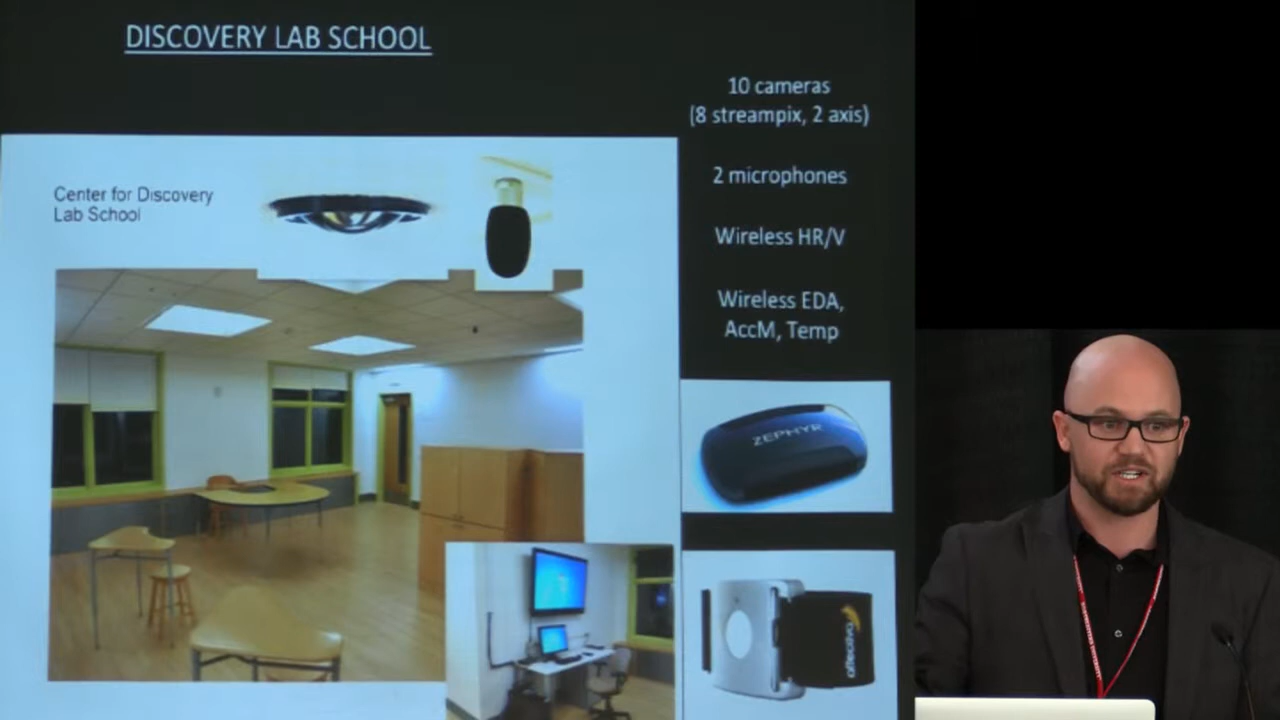 DISCOVERY LAB SCHOOL
10 cameras
(8 streampix, 2 axis)
2 microphones
Wireless HR/V
Wireless EDA,
AccM, Temp
Center for Discovery
Lab School
ZEPHYR
affectiva